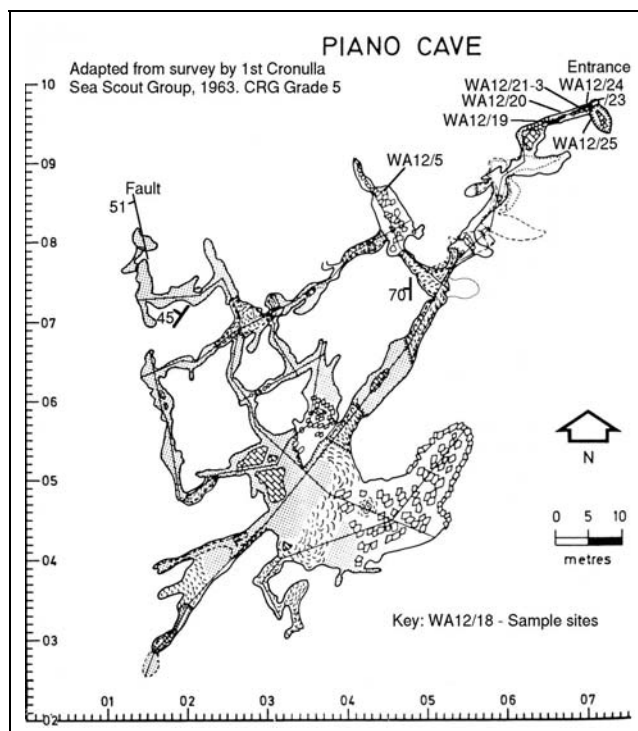 PIANO CAVE
Adapted from survey by 1st Cronulla
Sea Scout Group, 1963. CRG Grade 5
Entrance
WA12/21-3 WA12/24
WA12/20 /23
WA12/19
WA12/25
WA12/5
Fault
51
45
70
N
0 5 10
metres
Key: WA12/18 - Sample sites
10
09
08
07
06
05
04
03
02
01 02 03 04 05 06 07